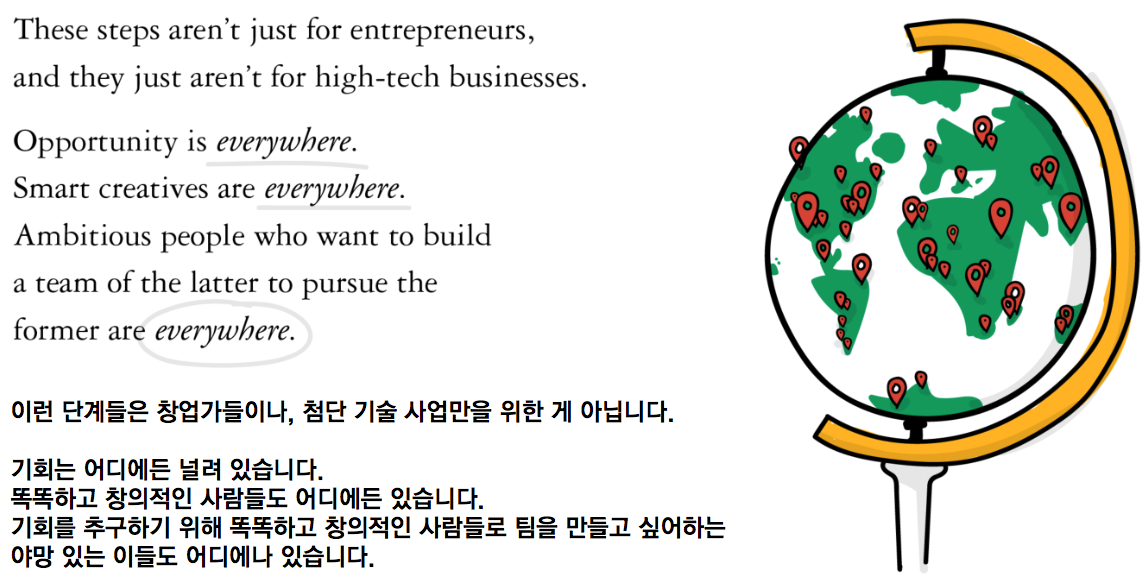 These steps aren't just for entrepreneurs,
and they just aren't for high-tech businesses.
Opportunity is everywhere.
Smart creatives are everywhere.
Ambitious people who want to build
a team of the latter to pursue the
former are everywhere.
이런 단계들은 창업가들이나, 첨단 기술 사업만을 위한 게 아닙니다.
기회는 어디에든 널려 있습니다.
똑똑하고 창의적인 사람들도 어디에든 있습니다.
기회를 추구하기 위해 똑똑하고 창의적인 사람들로 팀을 만들고 싶어하는
야망 있는 이들도 어디에나 있습니다.